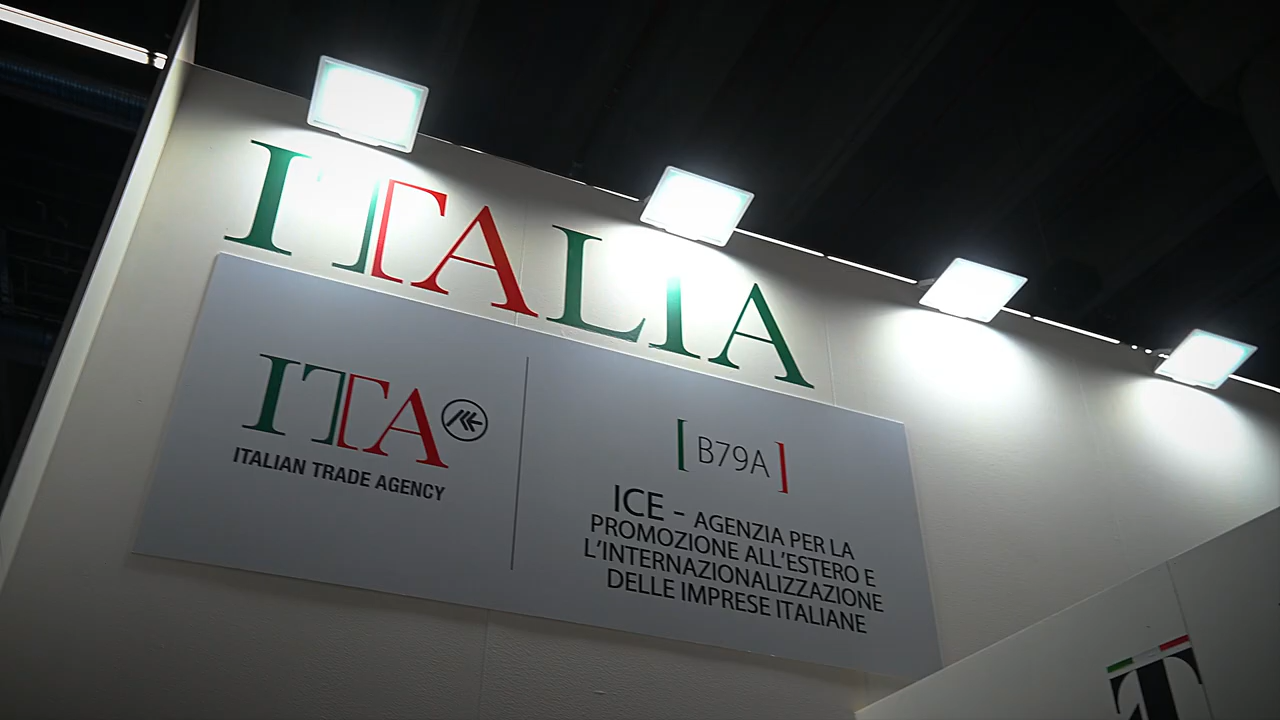 ITALIA
ITA
ITALIAN TRADE AGENCY
[ B79A ]
ICE - AGENZIA PER LA
PROMOZIONE ALL'ESTERO E
L'INTERNAZIONALIZZAZIONE
DELLE IMPRESE ITALIANE
T